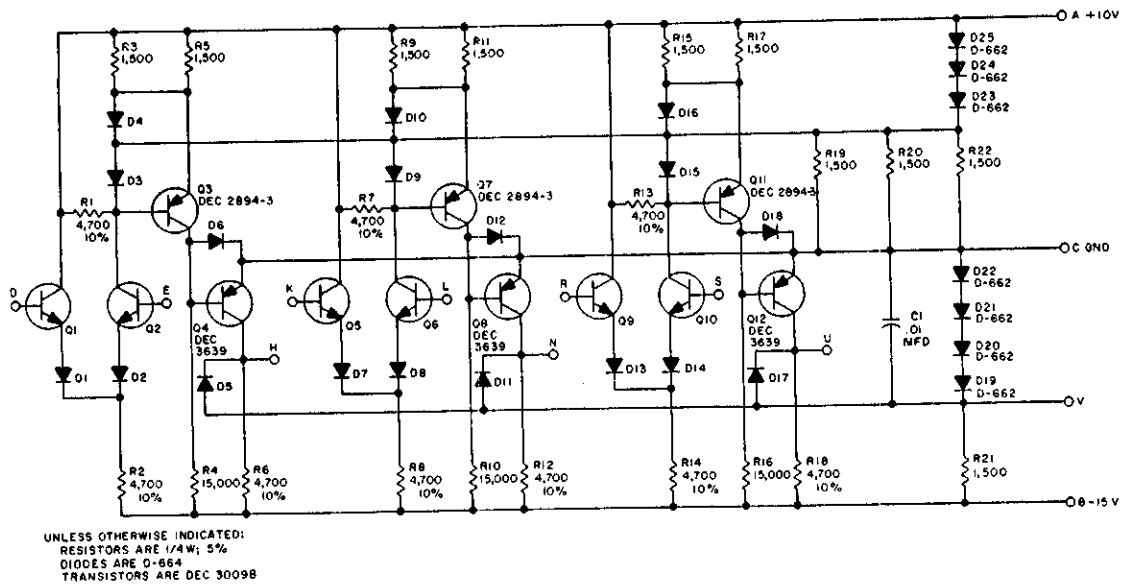 A +10V
R3
1,500
R5
1,500
R9
1,500
R11
1,500
R15
1,500
R17
1,500
D25
D-662
D24
D-662
D23
D-662
D4
D10
D16
R19
1,500
R20
1,500
R22
1,500
D3
D9
D15
R1
4,700
10%
Q3
DEC 2894-3
R7
4,700
10%
Q7
DEC 2894-3
R13
4,700
10%
Q11
DEC 2894-3
D6
D12
D18
C GND
D
Q1
Q2
E
Q4
DEC
3639
H
K
Q5
Q6
L
Q8
DEC
3639
N
R
Q9
Q10
S
Q12
DEC
3639
U
C1
.01
MFD
D22
D-662
D21
D-662
D20
D-662
D19
D-662
D1
D2
D5
D7
D8
D11
D13
D14
D17
V
R2
4,700
10%
R4
15,000
R6
4,700
10%
R8
4,700
10%
R10
15,000
R12
4,700
10%
R14
4,700
10%
R16
15,000
R18
4,700
10%
R21
1,500
B-15V
UNLESS OTHERWISE INDICATED:
RESISTORS ARE 1/4W; 5%
DIODES ARE D-664
TRANSISTORS ARE DEC 3009B